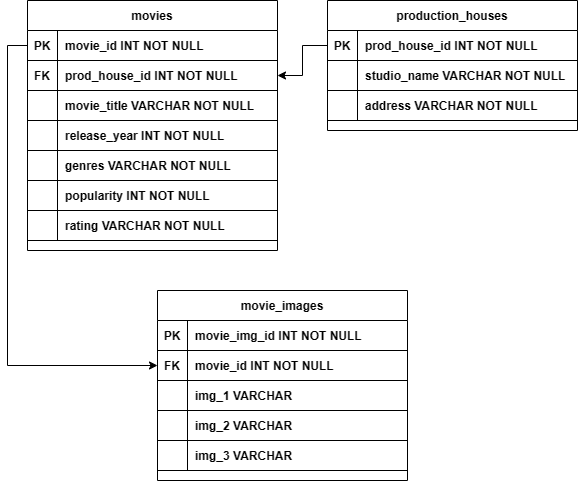 movies
PK movie_id INT NOT NULL
FK prod_house_id INT NOT NULL
movie_title VARCHAR NOT NULL
release_year INT NOT NULL
genres VARCHAR NOT NULL
popularity INT NOT NULL
rating VARCHAR NOT NULL
production_houses
PK prod_house_id INT NOT NULL
studio_name VARCHAR NOT NULL
address VARCHAR NOT NULL
movie_images
PK movie_img_id INT NOT NULL
FK movie_id INT NOT NULL
img_1 VARCHAR
img_2 VARCHAR
img_3 VARCHAR